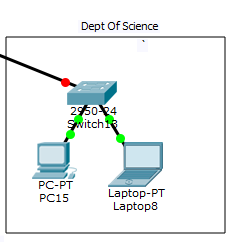 Dept Of Science
2950-24
Switch13
PC-PT
PC15
Laptop-PT
Laptop8